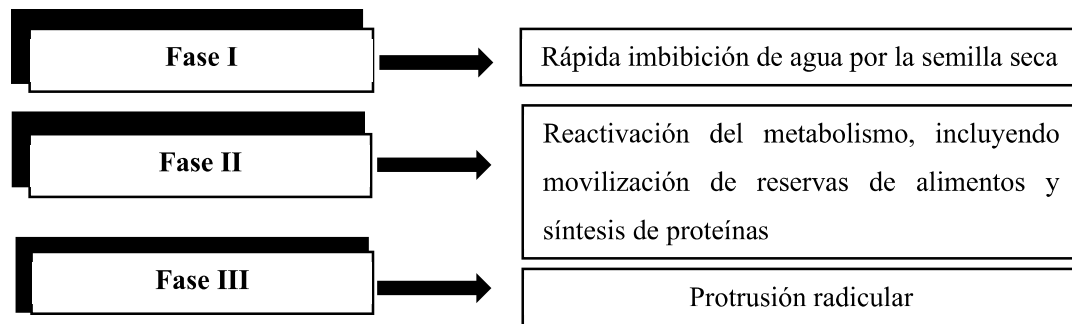 Fase I
Rápida imbibición de agua por la semilla seca
Fase II
Reactivación del metabolismo, incluyendo
movilización de reservas de alimentos y
síntesis de proteínas
Fase III
Protrusión radicular